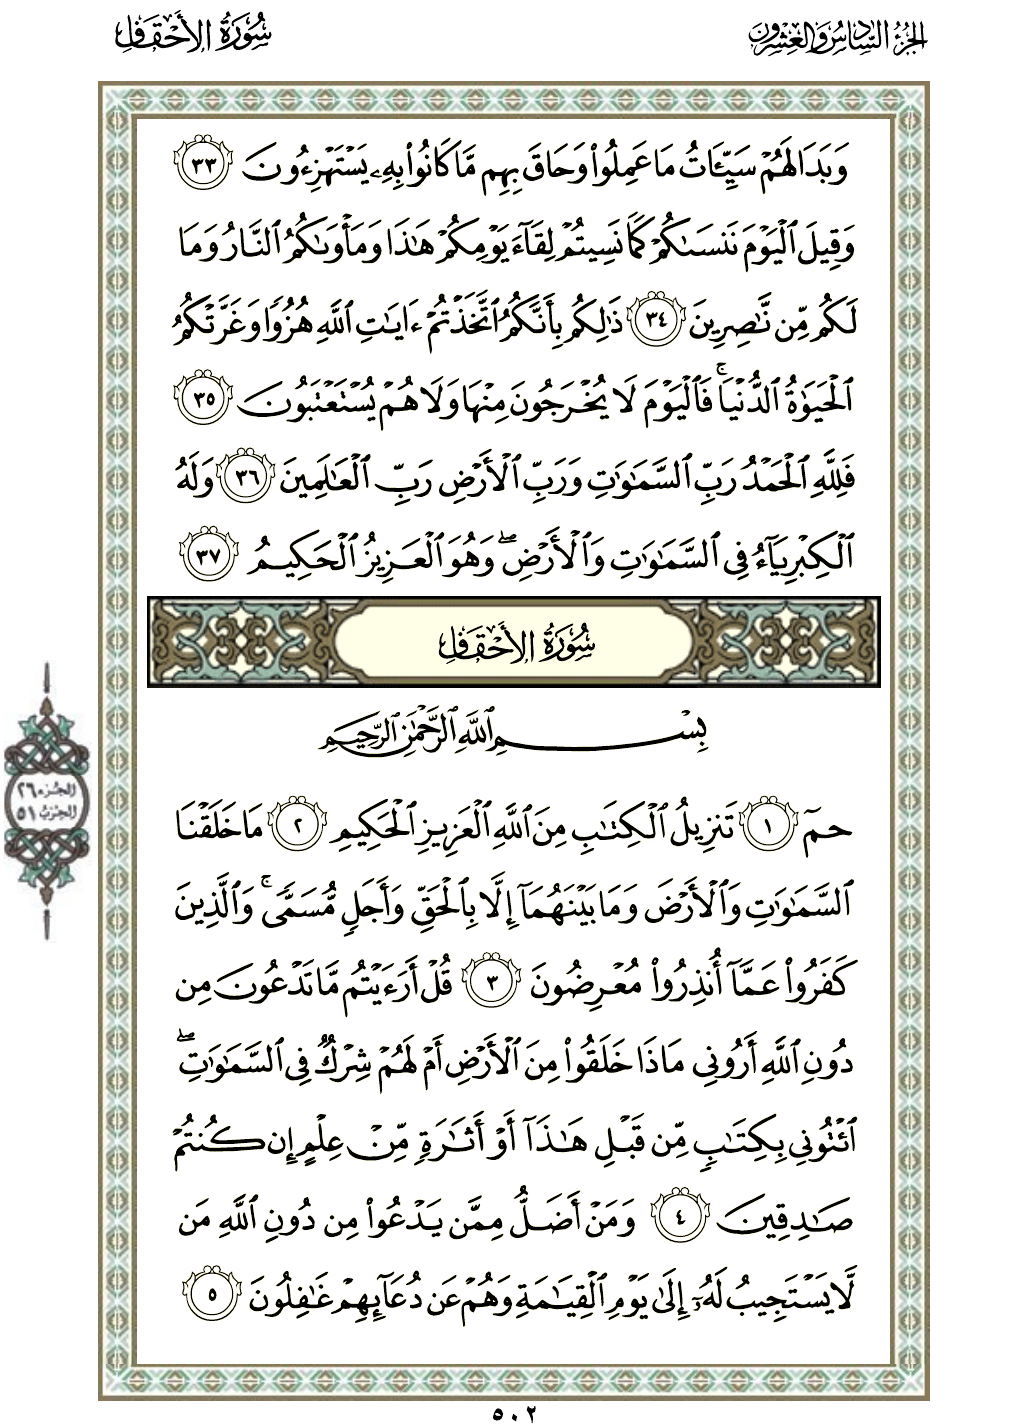 الجزء السادس والعشرون
سورة الأحقاف
وَبَدَا لَهُمْ سَيِّـَٔاتُ مَا عَمِلُوا۟ وَحَاقَ بِهِم مَّا كَانُوا۟ بِهِۦ يَسْتَهْزِءُونَ ٣٣
وَقِيلَ ٱلْيَوْمَ نَنسَىٰكُمْ كَمَا نَسِيتُمْ لِقَآءَ يَوْمِكُمْ هَٰذَا وَمَأْوَىٰكُمُ ٱلنَّارُ وَمَا
لَكُم مِّن نَّٰصِرِينَ ٣٤ ذَٰلِكُم بِأَنَّكُمُ ٱتَّخَذْتُمْ ءَايَٰتِ ٱللَّهِ هُزُوًا وَغَرَّتْكُمُ
ٱلْحَيَوٰةُ ٱلدُّنْيَا ۚ فَٱلْيَوْمَ لَا يُخْرَجُونَ مِنْهَا وَلَا هُمْ يُسْتَعْتَبُونَ ٣٥
فَلِلَّهِ ٱلْحَمْدُ رَبِّ ٱلسَّمَٰوَٰتِ وَرَبِّ ٱلْأَرْضِ رَبِّ ٱلْعَٰلَمِينَ ٣٦ وَلَهُ
ٱلْكِبْرِيَآءُ فِى ٱلسَّمَٰوَٰتِ وَٱلْأَرْضِ ۖ وَهُوَ ٱلْعَزِيزُ ٱلْحَكِيمُ ٣٧
سورة الأحقاف
بِسْمِ ٱللَّهِ ٱلرَّحْمَٰنِ ٱلرَّحِيمِ
الجزء ٢٦
الحزب ٥١
حمٓ ١ تَنزِيلُ ٱلْكِتَٰبِ مِنَ ٱللَّهِ ٱلْعَزِيزِ ٱلْحَكِيمِ ٢ مَا خَلَقْنَا
ٱلسَّمَٰوَٰتِ وَٱلْأَرْضَ وَمَا بَيْنَهُمَآ إِلَّا بِٱلْحَقِّ وَأَجَلٍ مُّسَمًّى ۚ وَٱلَّذِينَ
كَفَرُوا۟ عَمَّآ أُنذِرُوا۟ مُعْرِضُونَ ٣ قُلْ أَرَءَيْتُم مَّا تَدْعُونَ مِن
دُونِ ٱللَّهِ أَرُونِى مَاذَا خَلَقُوا۟ مِنَ ٱلْأَرْضِ أَمْ لَهُمْ شِرْكٌ فِى ٱلسَّمَٰوَٰتِ ۖ
ٱئْتُونِى بِكِتَٰبٍ مِّن قَبْلِ هَٰذَآ أَوْ أَثَٰرَةٍ مِّنْ عِلْمٍ إِن كُنتُمْ
صَٰدِقِينَ ٤ وَمَنْ أَضَلُّ مِمَّن يَدْعُوا۟ مِن دُونِ ٱللَّهِ مَن
لَّا يَسْتَجِيبُ لَهُۥٓ إِلَىٰ يَوْمِ ٱلْقِيَٰمَةِ وَهُمْ عَن دُعَآئِهِمْ غَٰفِلُونَ ٥
٥٠٢